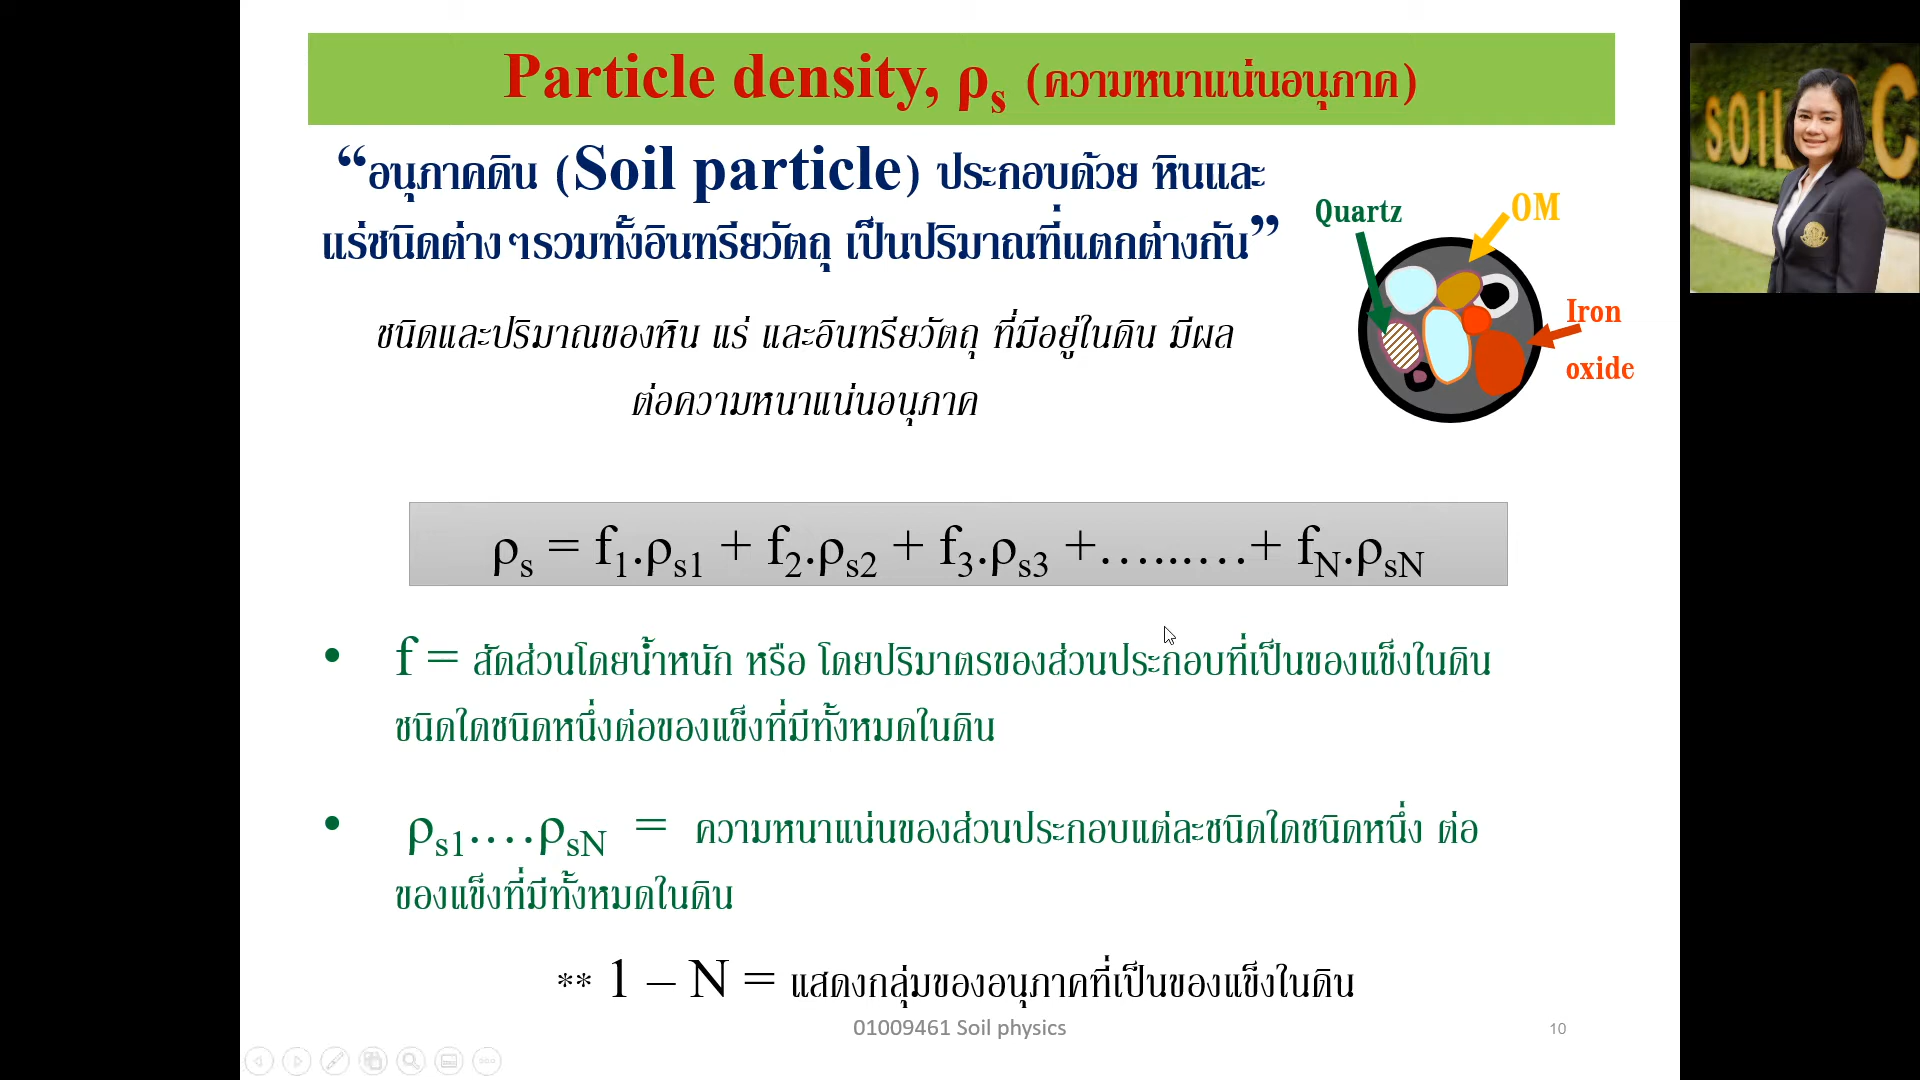 Particle density, ρs (ความหนาแน่นอนุภาค)
“อนุภาคดิน (Soil particle) ประกอบด้วย หินและ
แร่ชนิดต่างๆรวมทั้งอินทรียวัตถุ เป็นปริมาณที่แตกต่างกัน”
Quartz
OM
Iron
oxide
ชนิดและปริมาณของหิน แร่ และอินทรียวัตถุ ที่มีอยู่ในดิน มีผล
ต่อความหนาแน่นอนุภาค
ρs = f1.ρs1 + f2.ρs2 + f3.ρs3 +…...…+ fN.ρsN
• f = สัดส่วนโดยน้ำหนัก หรือ โดยปริมาตรของส่วนประกอบที่เป็นของแข็งในดิน
ชนิดใดชนิดหนึ่งต่อของแข็งที่มีทั้งหมดในดิน
• ρs1….ρsN = ความหนาแน่นของส่วนประกอบแต่ละชนิดใดชนิดหนึ่ง ต่อ
ของแข็งที่มีทั้งหมดในดิน
** 1 – N = แสดงกลุ่มของอนุภาคที่เป็นของแข็งในดิน
01009461 Soil physics
10
SOIL
C